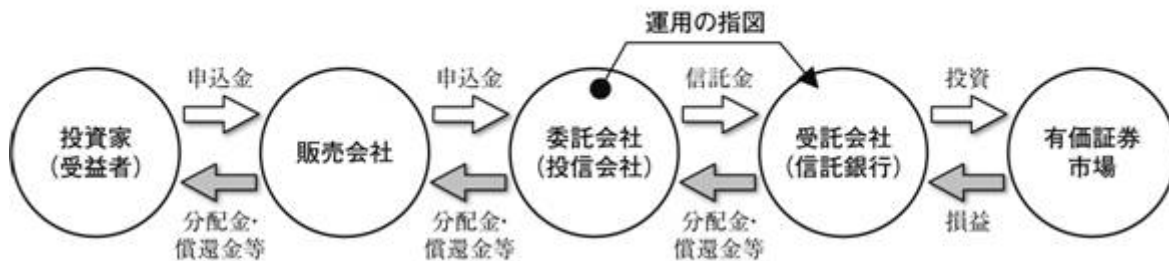 運用の指図
申込金
申込金
信託金
投資
投資家
(受益者)
販売会社
委託会社
(投信会社)
受託会社
(信託銀行)
有価証券
市場
分配金・
償還金等
分配金・
償還金等
分配金・
償還金等
損益